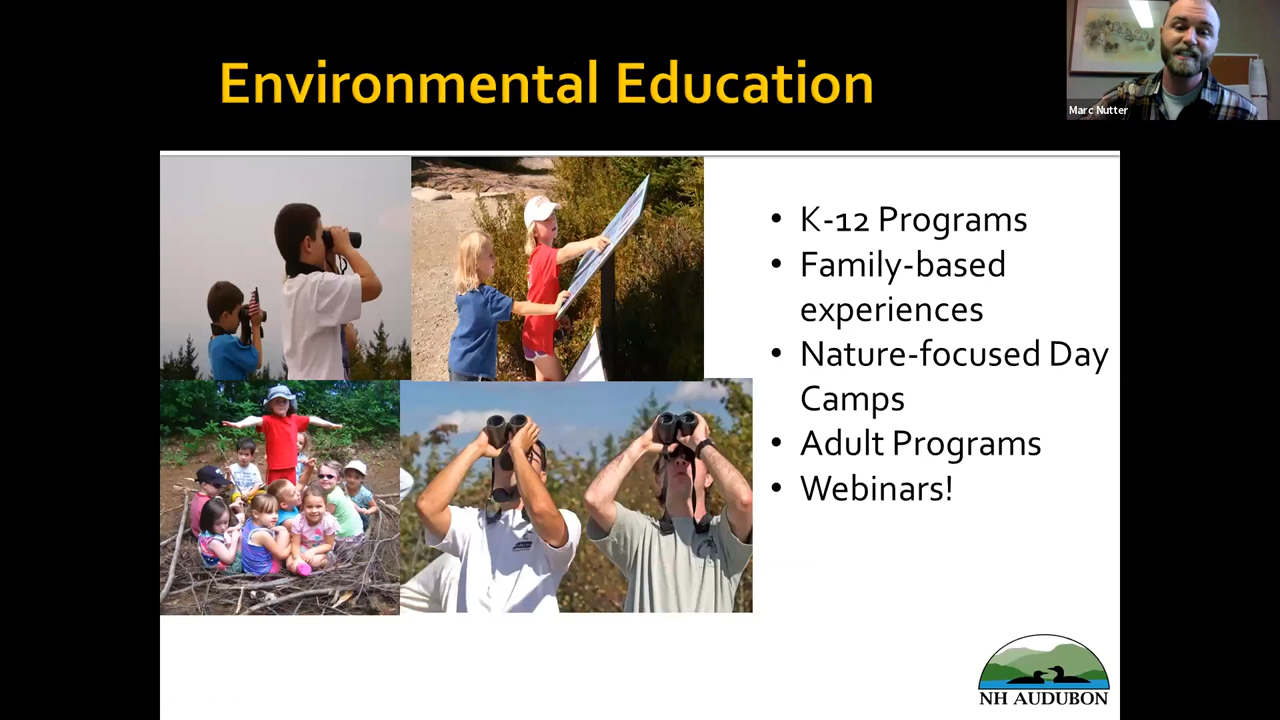 Environmental Education
Marc Nutter
• K-12 Programs
• Family-based
experiences
• Nature-focused Day
Camps
• Adult Programs
• Webinars!
NH AUDUBON